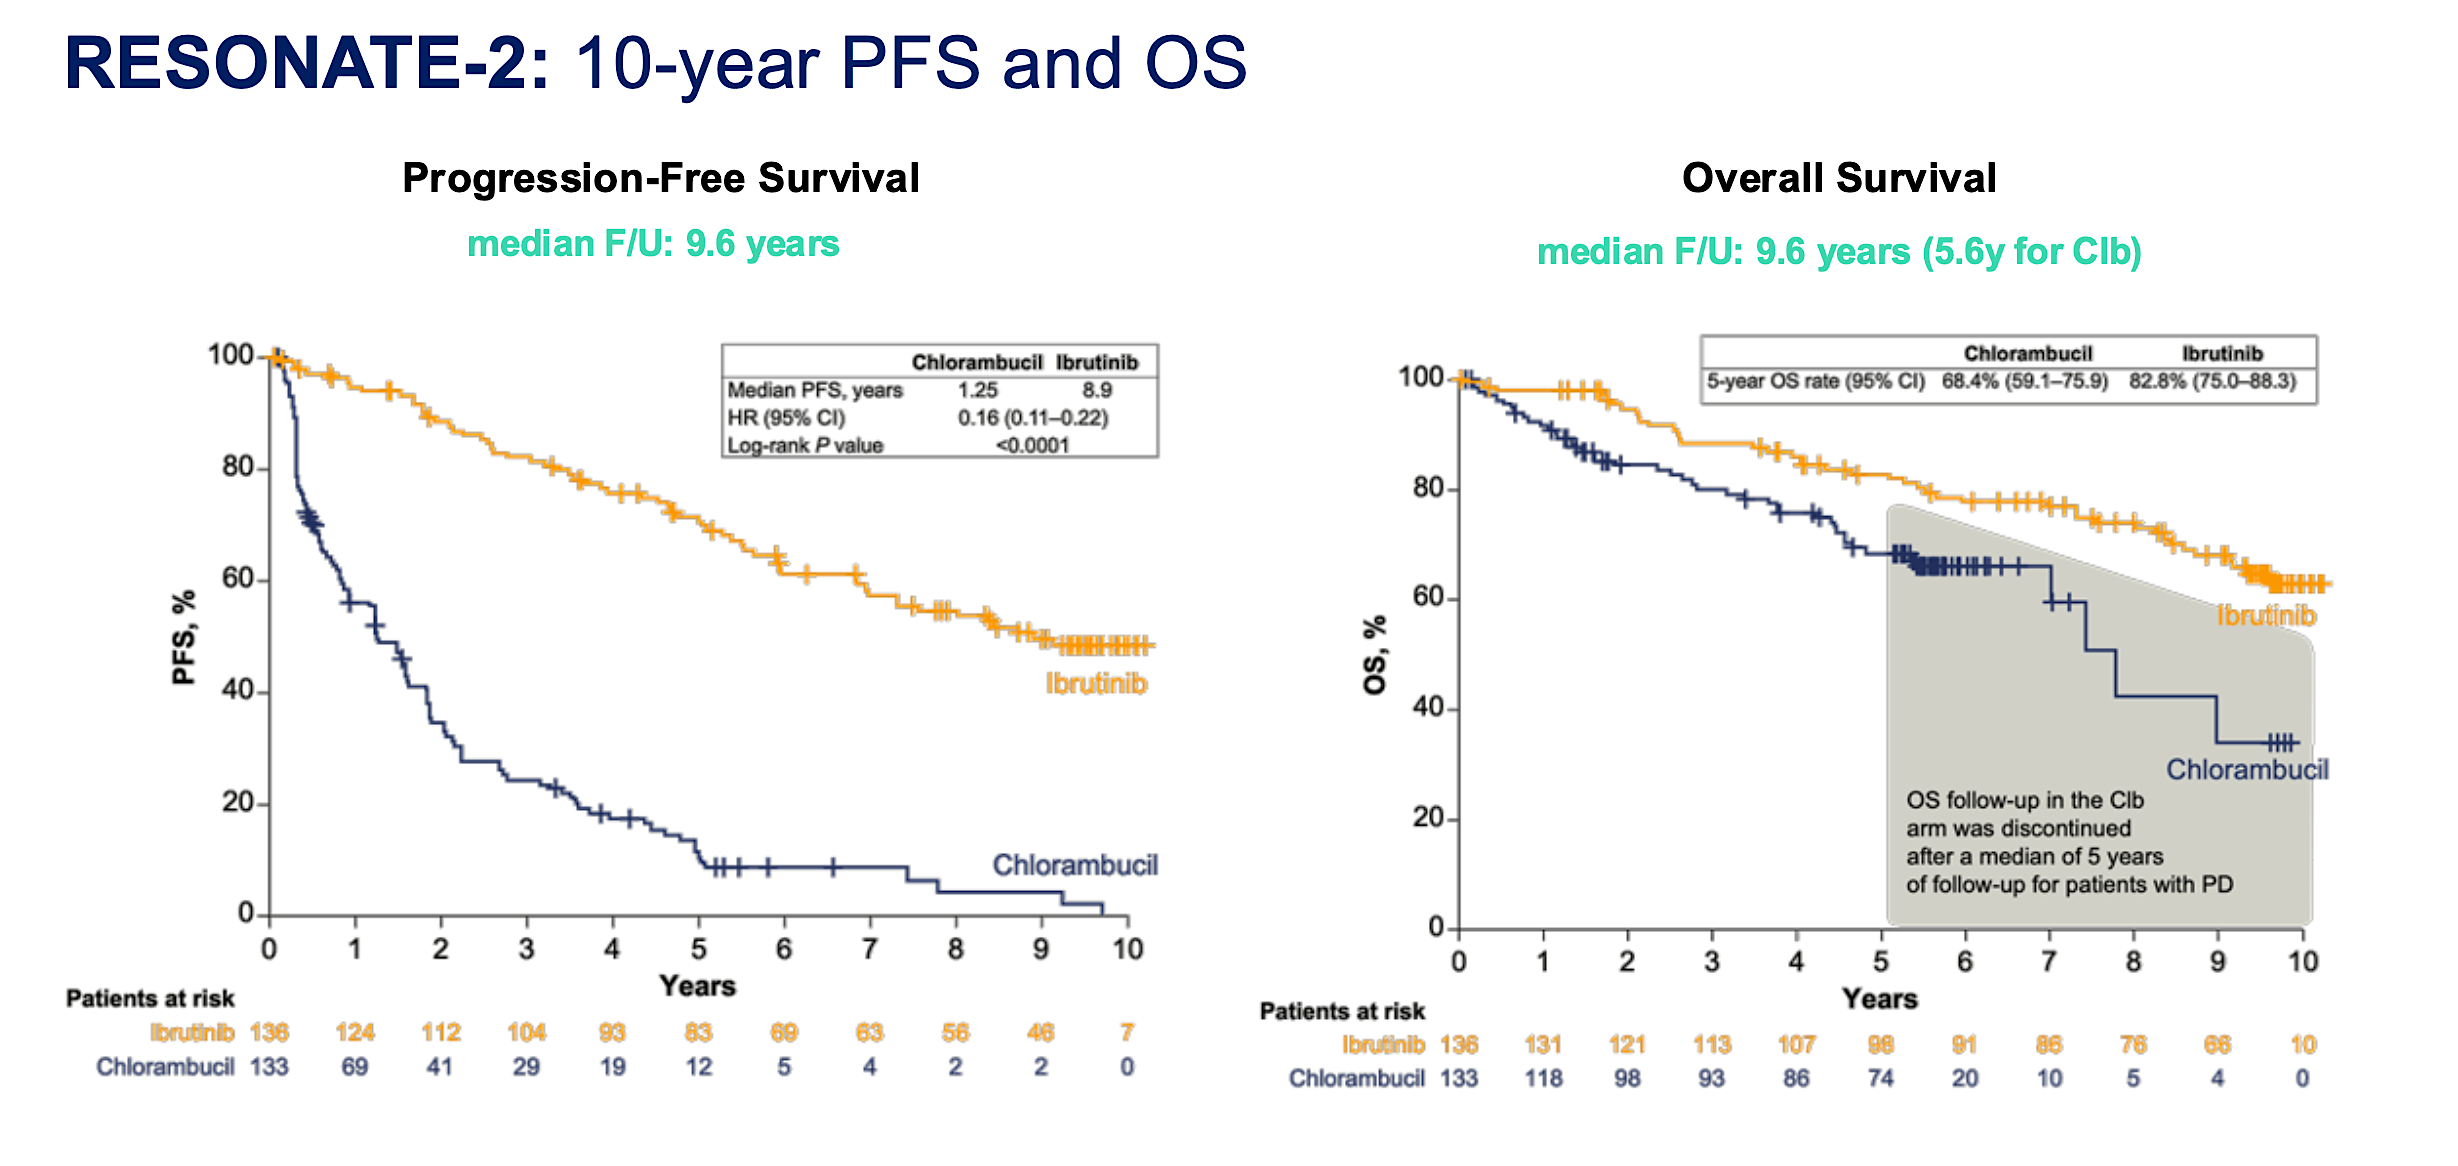 RESONATE-2: 10-year PFS and OS
Progression-Free Survival
median F/U: 9.6 years
Chlorambucil Ibrutinib
Median PFS, years 1.25 8.9
HR (95% CI) 0.16 (0.11–0.22)
Log-rank P value <0.0001
100
80
60
40
20
0
PFS, %
Ibrutinib
Chlorambucil
0 1 2 3 4 5 6 7 8 9 10
Years
Patients at risk
Ibrutinib 136 124 112 104 93 83 69 63 56 46 7
Chlorambucil 133 69 41 29 19 12 5 4 2 2 0
Overall Survival
median F/U: 9.6 years (5.6y for Clb)
Chlorambucil Ibrutinib
5-year OS rate (95% CI) 68.4% (59.1–75.9) 82.8% (75.0–88.3)
100
80
60
40
20
0
OS, %
Ibrutinib
Chlorambucil
OS follow-up in the Clb
arm was discontinued
after a median of 5 years
of follow-up for patients with PD
0 1 2 3 4 5 6 7 8 9 10
Years
Patients at risk
Ibrutinib 136 131 121 113 107 98 91 86 76 66 10
Chlorambucil 133 118 98 93 86 74 20 10 5 4 0